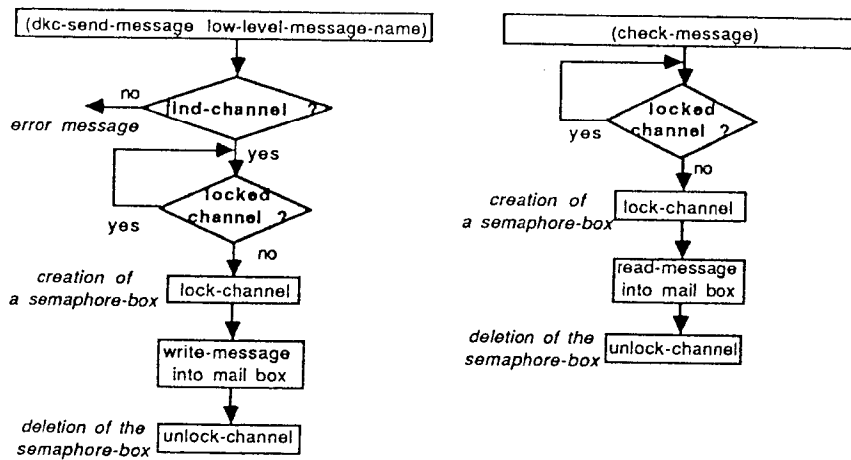 (dkc-send-message low-level-message-name)
no
find-channel ?
error message
yes
locked
channel ?
yes
no
creation of
a semaphore-box
lock-channel
write-message
into mail box
deletion of the
semaphore-box
unlock-channel
(check-message)
locked
channel ?
yes
no
creation of
a semaphore-box
lock-channel
read-message
into mail box
deletion of the
semaphore-box
unlock-channel